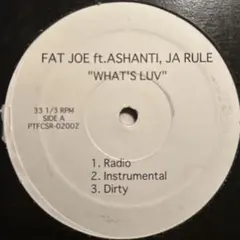 FAT JOE ft.ASHANTI, JA RULE
"WHAT'S LUV"
33 1/3 RPM
SIDE A
PTFCSR-02002
1. Radio
2. Instrumental
3. Dirty